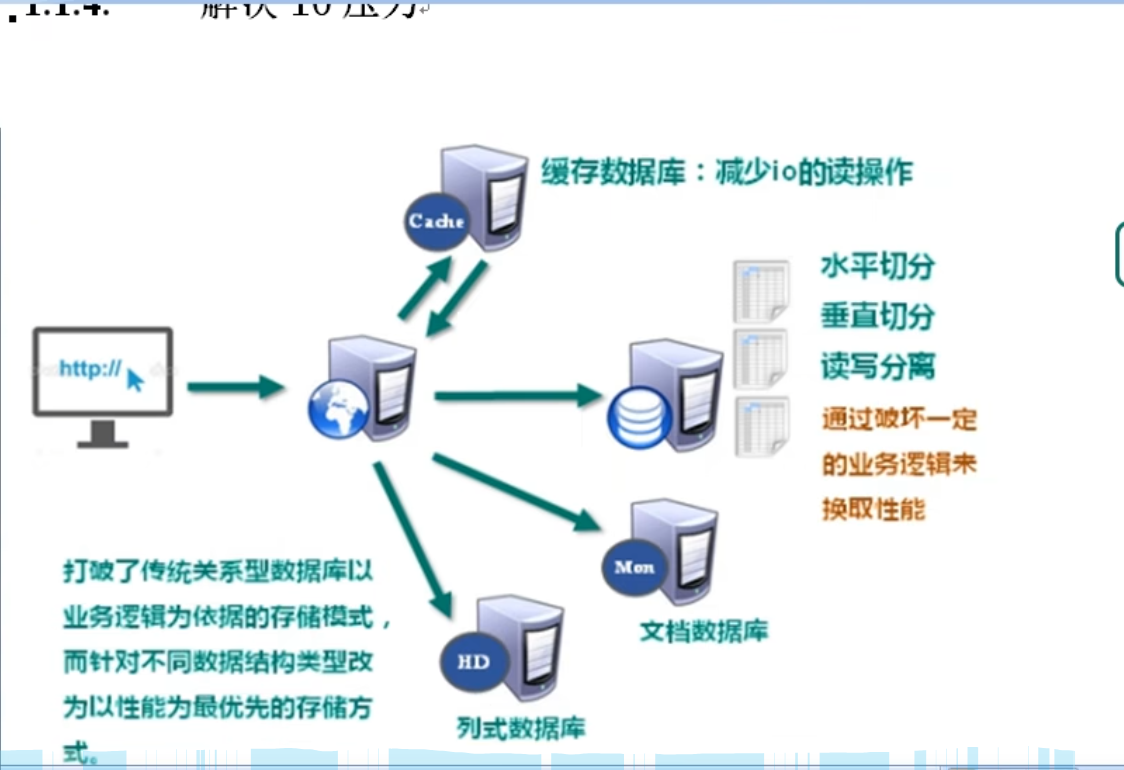 1.1.4. 解决 IO 压力
缓存数据库：减少io的读操作
Cache
水平切分
垂直切分
读写分离
http://
通过破坏一定
的业务逻辑来
换取性能
Mon
文档数据库
打破了传统关系型数据库以
业务逻辑为依据的存储模式，
而针对不同数据结构类型改
为以性能为最优先的存储方
式。
HD
列式数据库